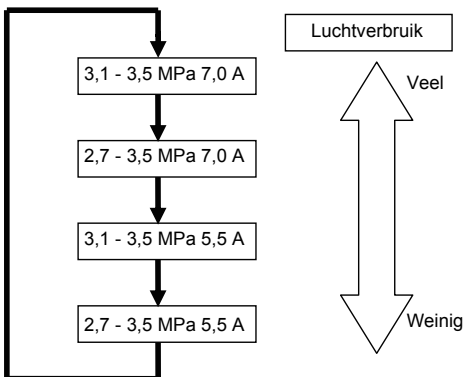 Luchtverbruik
3,1 - 3,5 MPa 7,0 A
Veel
2,7 - 3,5 MPa 7,0 A
3,1 - 3,5 MPa 5,5 A
2,7 - 3,5 MPa 5,5 A
Weinig